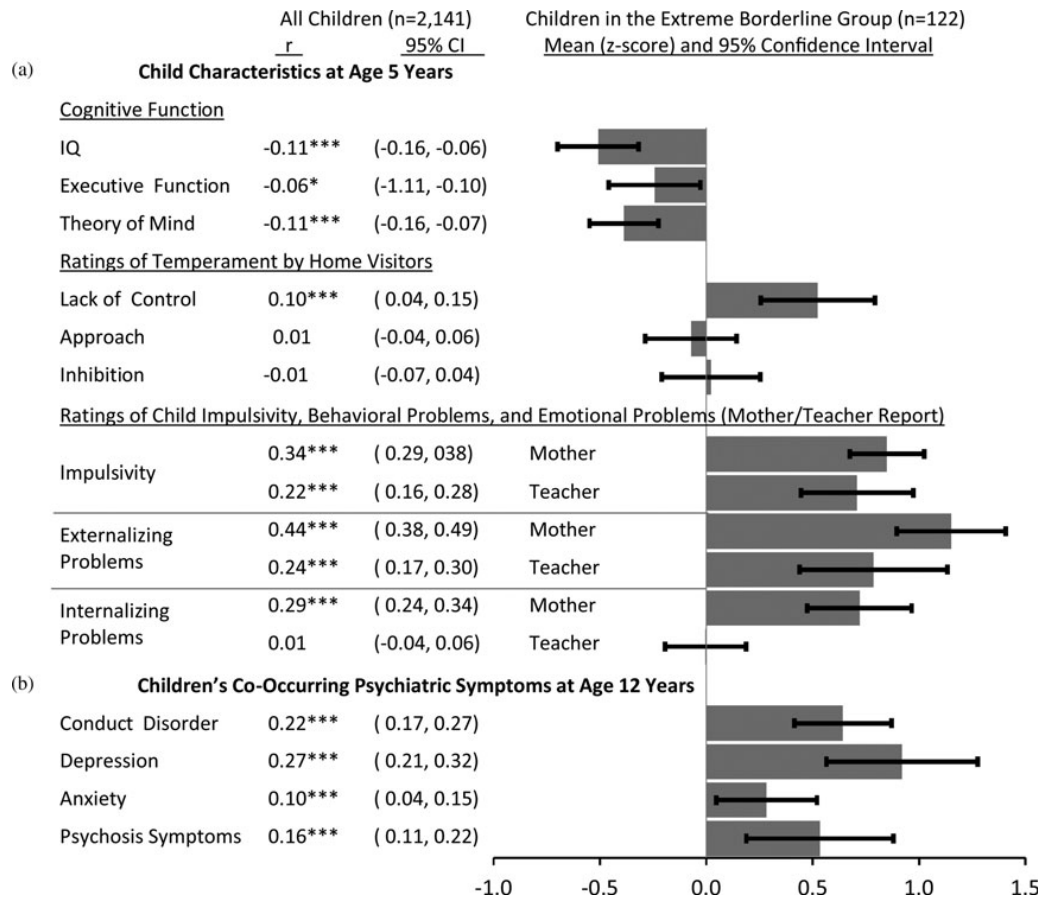 All Children (n=2,141) Children in the Extreme Borderline Group (n=122)
r 95% CI Mean (z-score) and 95% Confidence Interval
(a) Child Characteristics at Age 5 Years
Cognitive Function
IQ -0.11*** (-0.16, -0.06)
Executive Function -0.06* (-1.11, -0.10)
Theory of Mind -0.11*** (-0.16, -0.07)
Ratings of Temperament by Home Visitors
Lack of Control 0.10*** ( 0.04, 0.15)
Approach 0.01 (-0.04, 0.06)
Inhibition -0.01 (-0.07, 0.04)
Ratings of Child Impulsivity, Behavioral Problems, and Emotional Problems (Mother/Teacher Report)
Impulsivity
0.34*** ( 0.29, 038) Mother
0.22*** ( 0.16, 0.28) Teacher
Externalizing Problems
0.44*** ( 0.38, 0.49) Mother
0.24*** ( 0.17, 0.30) Teacher
Internalizing Problems
0.29*** ( 0.24, 0.34) Mother
0.01 (-0.04, 0.06) Teacher
(b) Children's Co-Occurring Psychiatric Symptoms at Age 12 Years
Conduct Disorder 0.22*** ( 0.17, 0.27)
Depression 0.27*** ( 0.21, 0.32)
Anxiety 0.10*** ( 0.04, 0.15)
Psychosis Symptoms 0.16*** ( 0.11, 0.22)
-1.0 -0.5 0.0 0.5 1.0 1.5